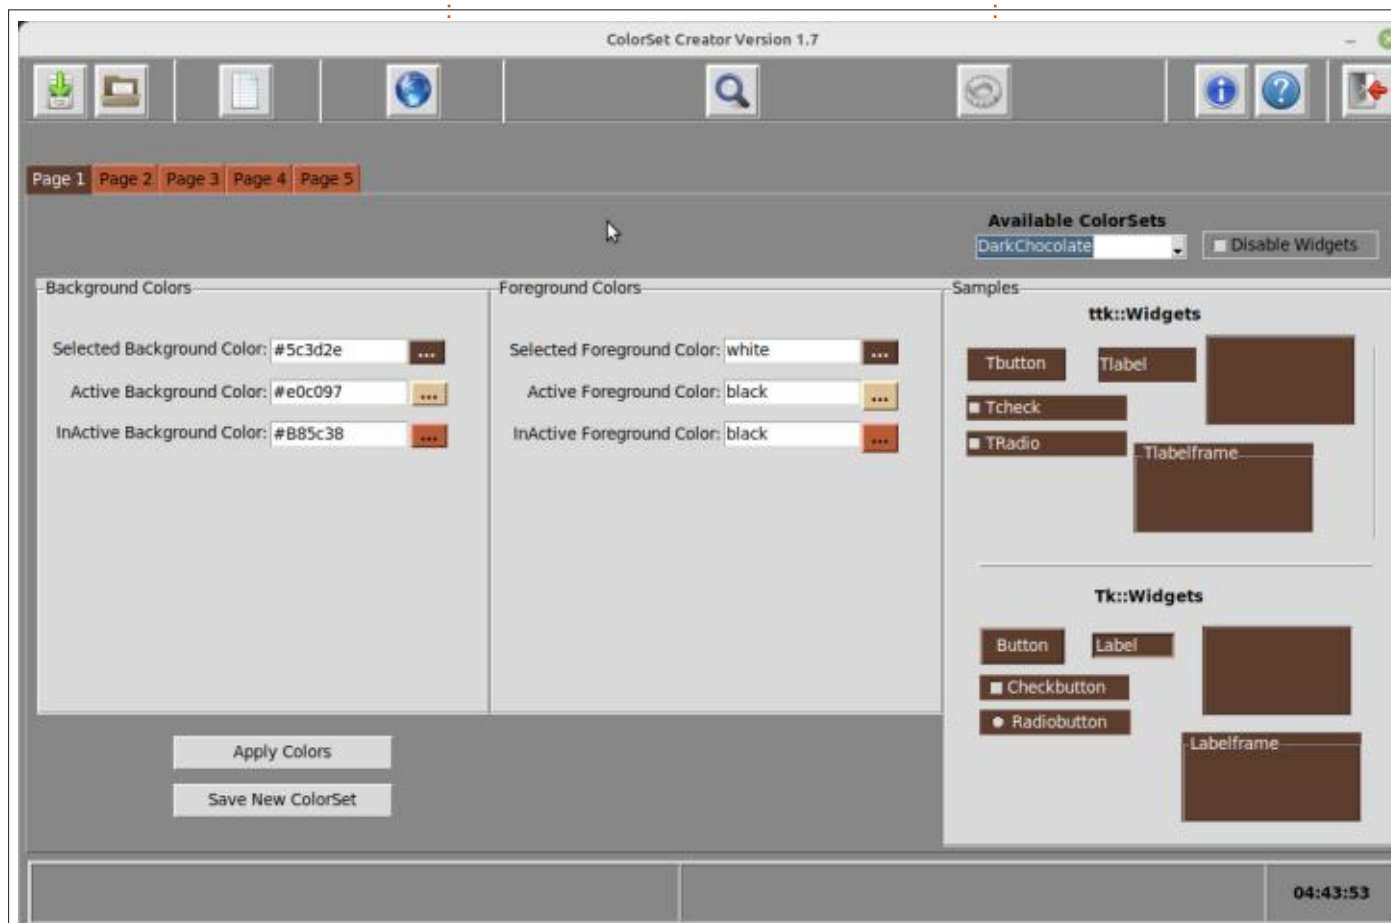 ColorSet Creator Version 1.7
Page 1 Page 2 Page 3 Page 4 Page 5
Available ColorSets
DarkChocolate
Disable Widgets
Background Colors
Selected Background Color: #5c3d2e ...
Active Background Color: #e0c097 ...
InActive Background Color: #B85c38 ...
Foreground Colors
Selected Foreground Color: white ...
Active Foreground Color: black ...
InActive Foreground Color: black ...
Samples
ttk::Widgets
Tbutton
Tlabel
Tcheck
TRadio
Tlabelframe
Tk::Widgets
Button
Label
Checkbutton
Radiobutton
Labelframe
Apply Colors
Save New ColorSet
04:43:53